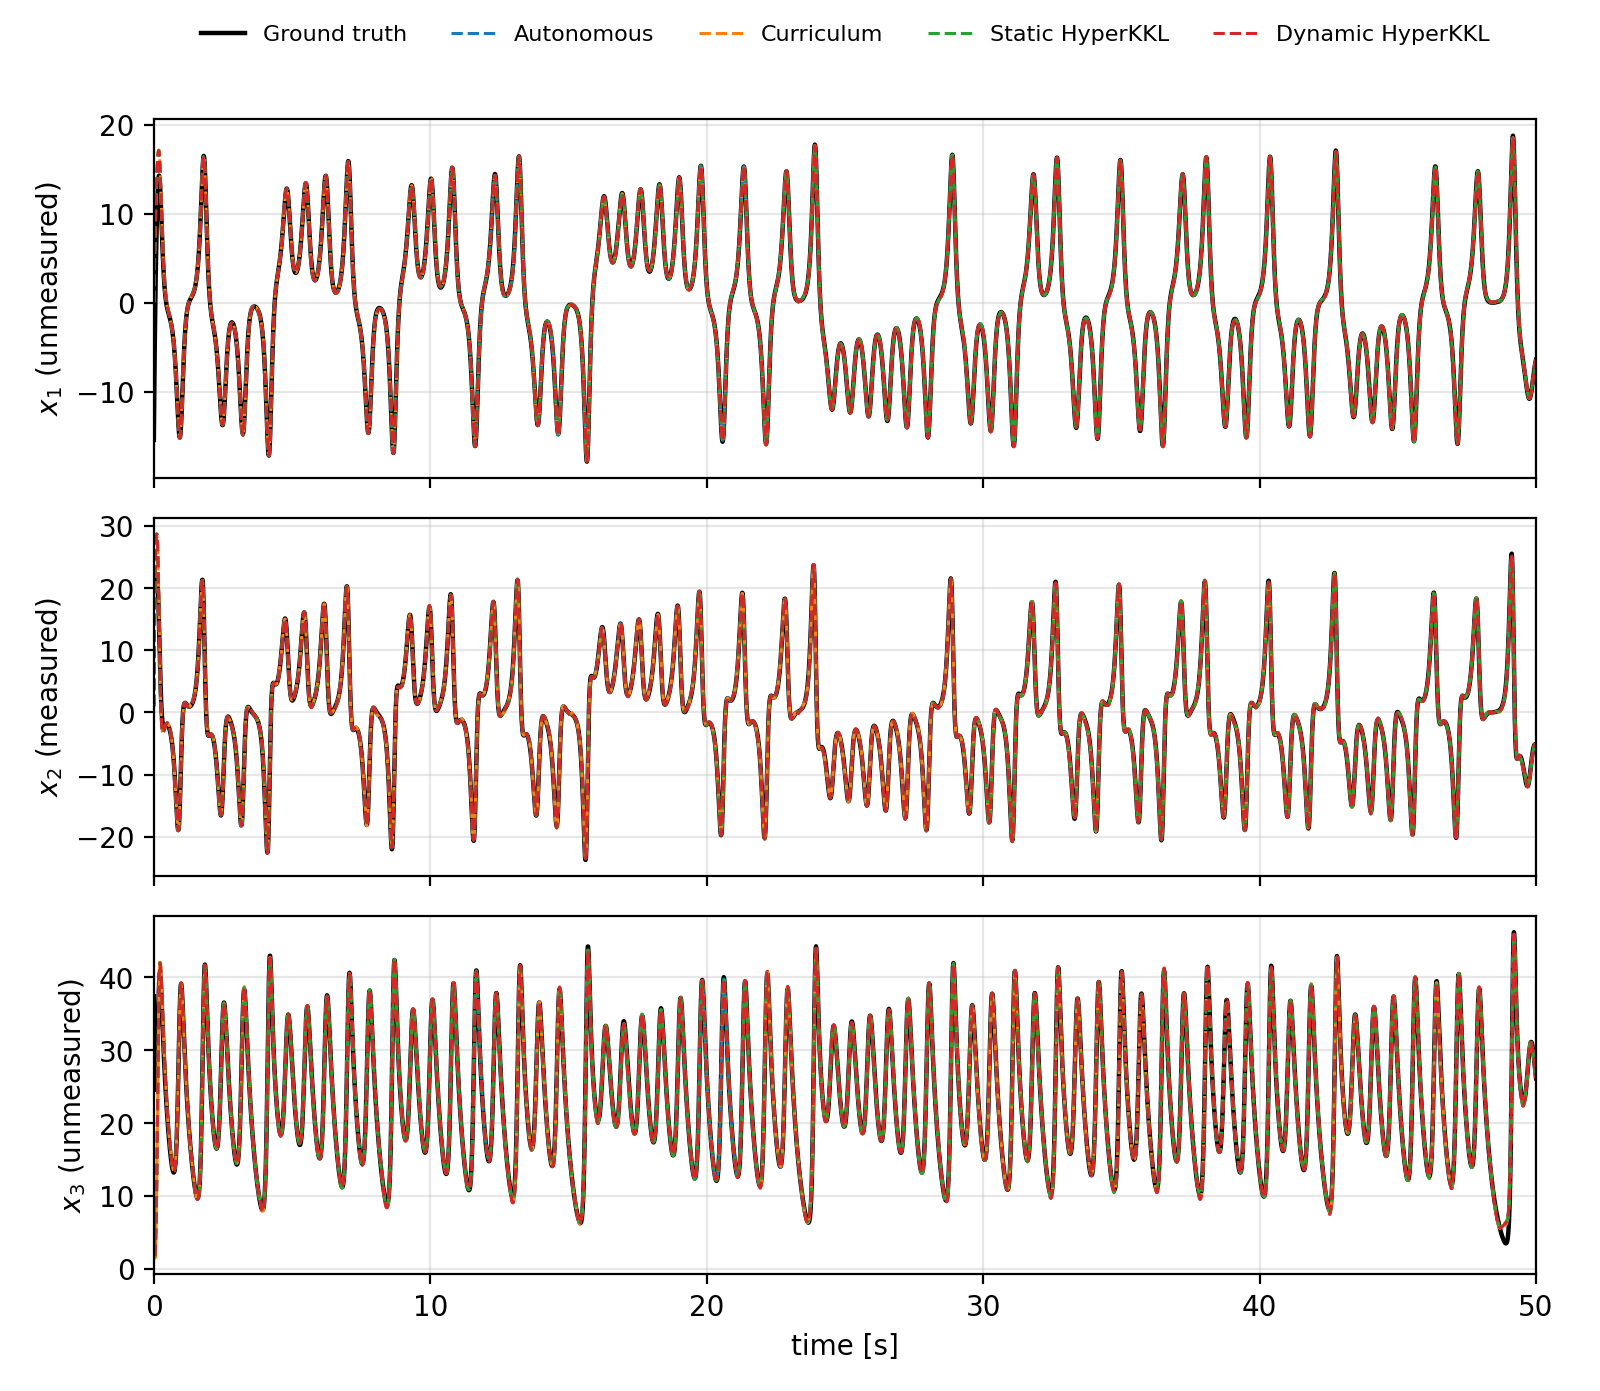 Ground truth Autonomous Curriculum Static HyperKKL Dynamic HyperKKL
20
10
0
−10
x₁ (unmeasured)
30
20
10
0
−10
−20
x₂ (measured)
40
30
20
10
0
x₃ (unmeasured)
0 10 20 30 40 50
time [s]